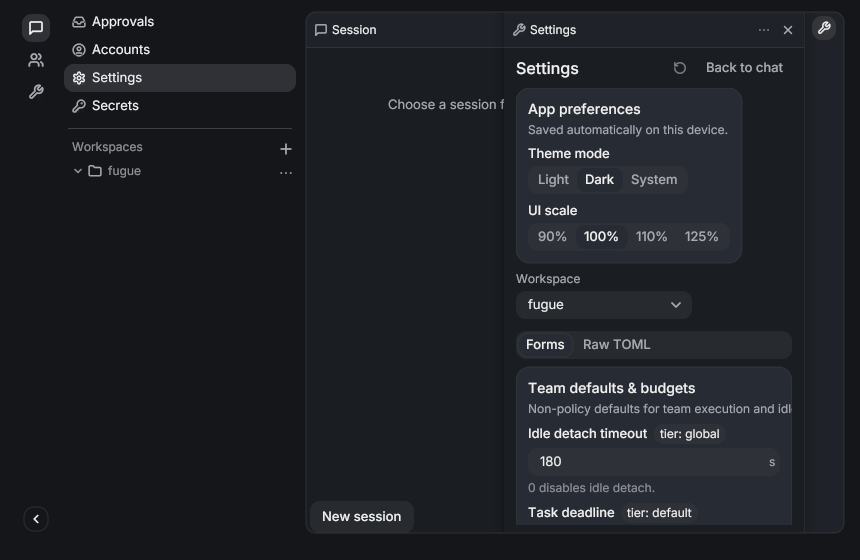 Approvals
Accounts
Settings
Secrets
Workspaces
fugue
Session
Choose a session f
New session
Settings
Settings
Back to chat
App preferences
Saved automatically on this device.
Theme mode
Light Dark System
UI scale
90% 100% 110% 125%
Workspace
fugue
Forms Raw TOML
Team defaults & budgets
Non-policy defaults for team execution and idl
Idle detach timeout tier: global
180 s
0 disables idle detach.
Task deadline tier: default